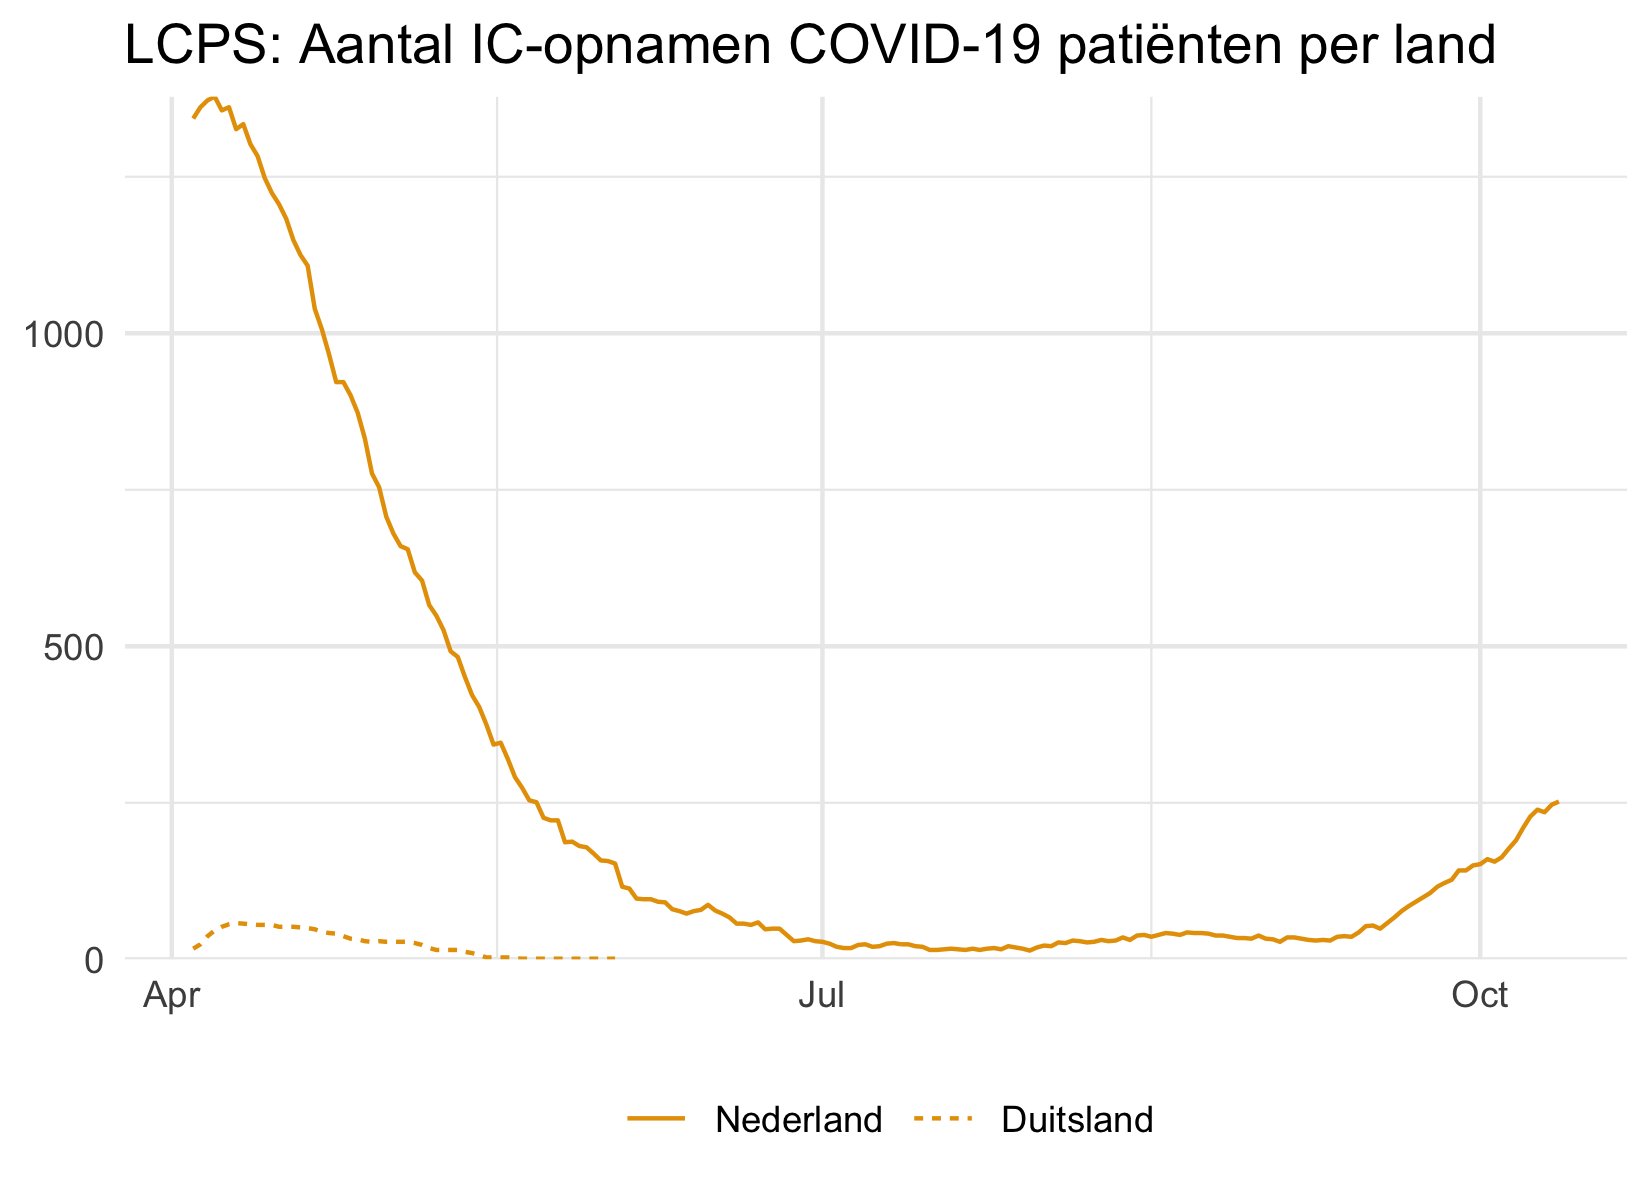 LCPS: Aantal IC-opnamen COVID-19 patiënten per land
1000
500
0
Apr Jul Oct
Nederland Duitsland